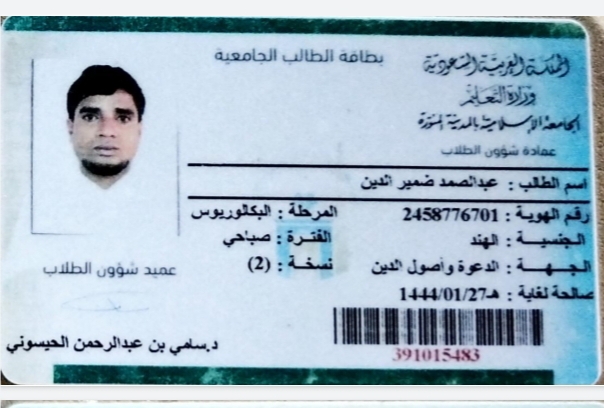 بطاقة الطالب الجامعية
المملكة العربية السعودية
وزارة التعليم
الجامعة الإسلامية بالمدينة المنورة
عمادة شؤون الطلاب
اسم الطالب : عبدالصمد ضمير الدين
رقم الهوية : 2458776701 المرحلة : البكالوريوس
الجنسية : الهند الفترة : صباحي
الجهة : الدعوة وأصول الدين نسخة : (2)
صالحة لغاية : 1444/01/27هـ
عميد شؤون الطلاب
د.سامي بن عبدالرحمن الحيسوني
391015483